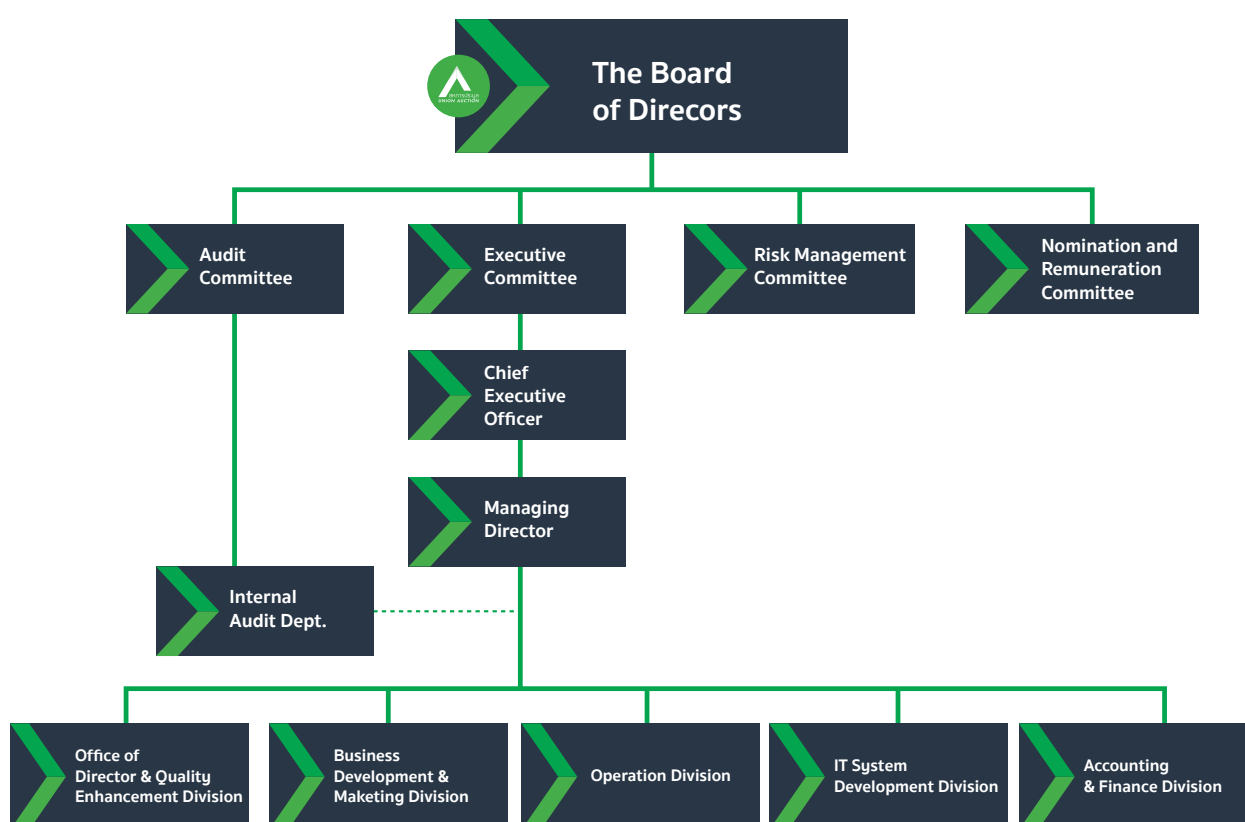 The Board
of Direcors
UNION AUCTION
Audit
Committee
Executive
Committee
Risk Management
Committee
Nomination and
Remuneration
Committee
Chief
Executive
Officer
Managing
Director
Internal
Audit Dept.
Office of
Director & Quality
Enhancement Division
Business
Development &
Maketing Division
Operation Division
IT System
Development Division
Accounting
& Finance Division